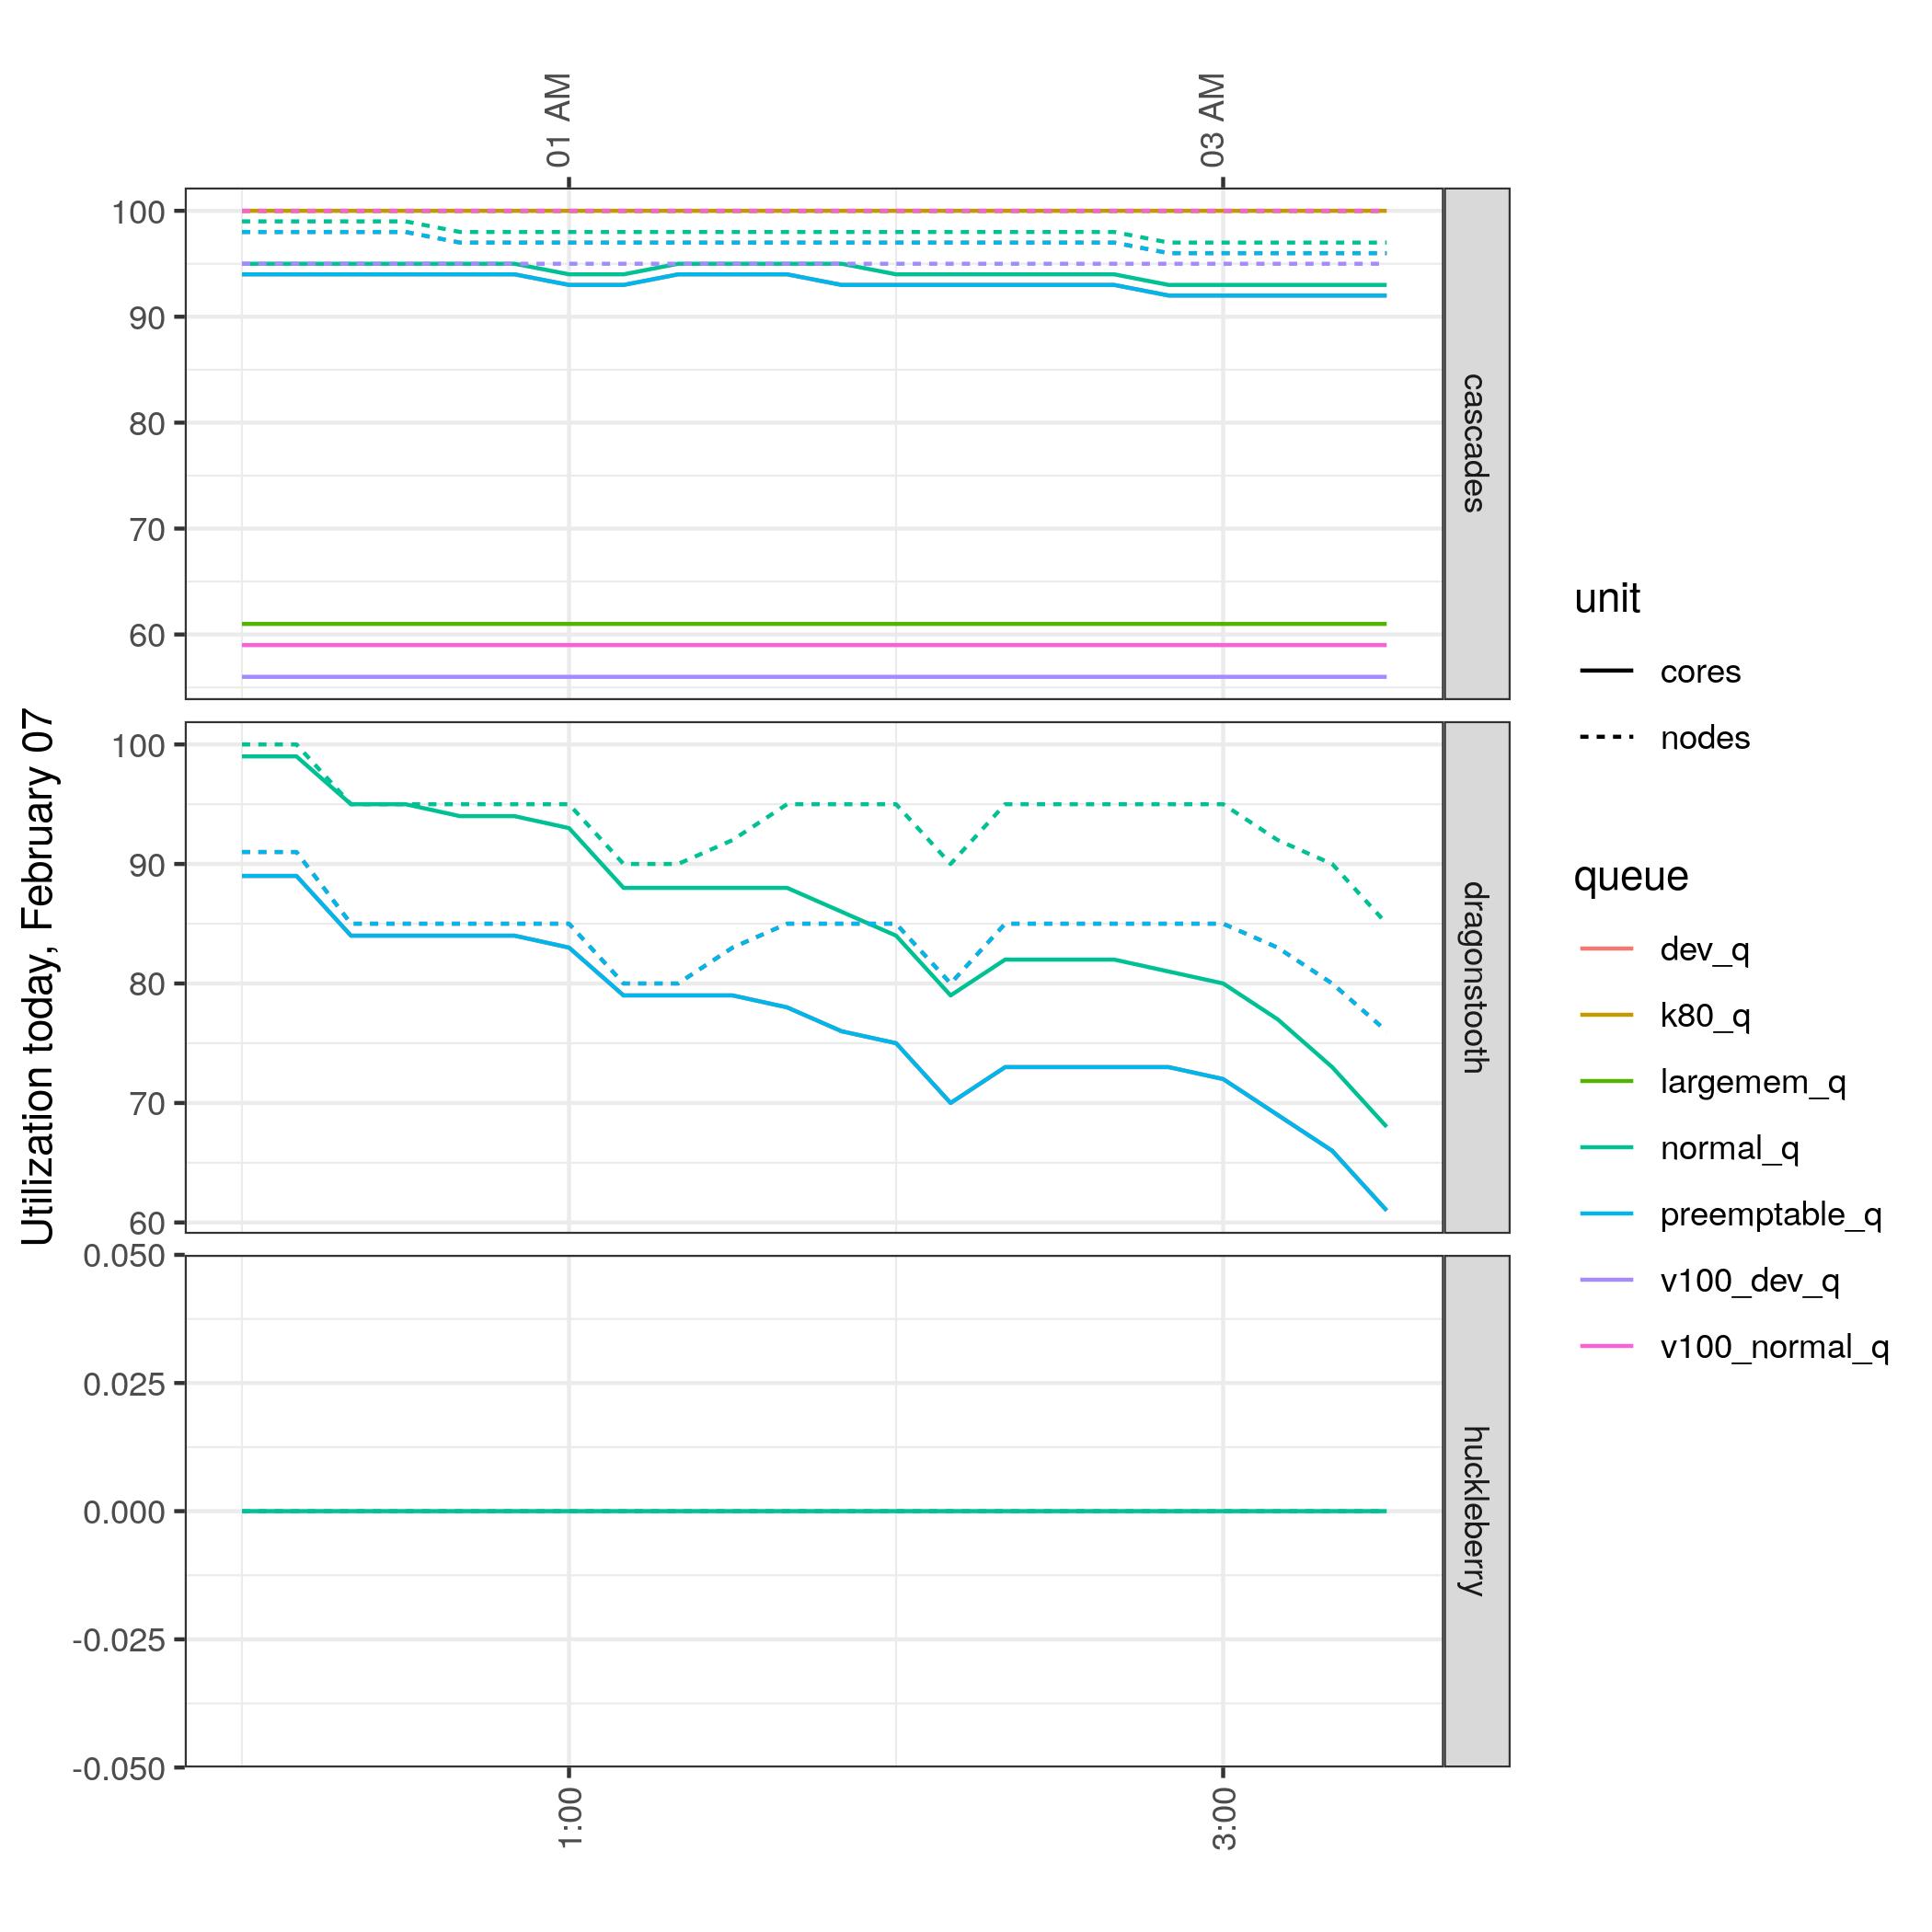 01 AM
03 AM
100
90
80
70
60
cascades
100
90
80
70
60
dragonstooth
0.050
0.025
0.000
-0.025
-0.050
huckleberry
1:00
3:00
Utilization today, February 07
unit
cores
nodes
queue
dev_q
k80_q
largemem_q
normal_q
preemptable_q
v100_dev_q
v100_normal_q